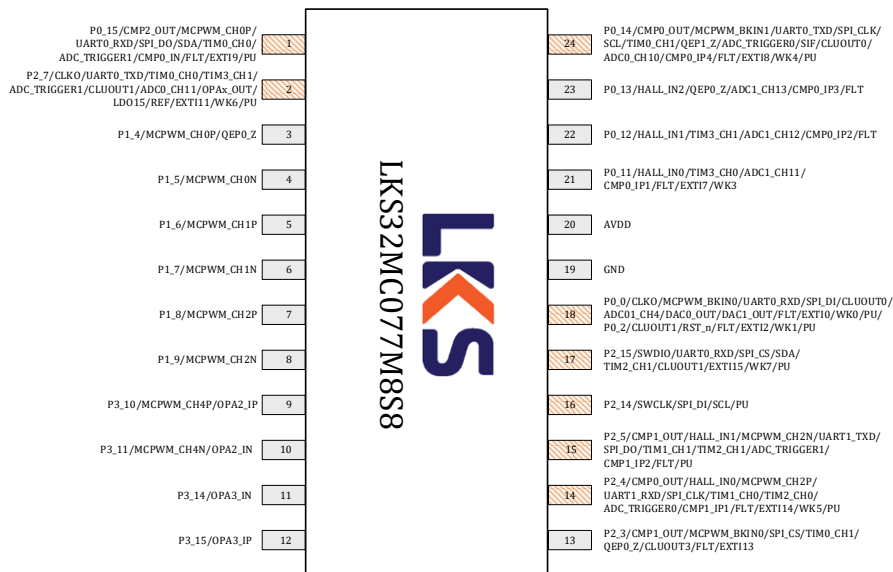 P0_15/CMP2_OUT/MCPWM_CH0P/
UART0_RXD/SPI_DO/SDA/TIM0_CH0/
ADC_TRIGGER1/CMP0_IN/FLT/EXTI9/PU
1
P2_7/CLKO/UART0_TXD/TIM0_CH0/TIM3_CH1/
ADC_TRIGGER1/CLUOUT1/ADC0_CH11/OPAx_OUT/
LDO15/REF/EXTI11/WK6/PU
2
P1_4/MCPWM_CH0P/QEP0_Z
3
P1_5/MCPWM_CH0N
4
P1_6/MCPWM_CH1P
5
P1_7/MCPWM_CH1N
6
P1_8/MCPWM_CH2P
7
P1_9/MCPWM_CH2N
8
P3_10/MCPWM_CH4P/OPA2_IP
9
P3_11/MCPWM_CH4N/OPA2_IN
10
P3_14/OPA3_IN
11
P3_15/OPA3_IP
12
LKS32MC077M8S8
LKS
24
P0_14/CMP0_OUT/MCPWM_BKIN1/UART0_TXD/SPI_CLK/
SCL/TIM0_CH1/QEP1_Z/ADC_TRIGGER0/SIF/CLUOUT0/
ADC0_CH10/CMP0_IP4/FLT/EXTI8/WK4/PU
23
P0_13/HALL_IN2/QEP0_Z/ADC1_CH13/CMP0_IP3/FLT
22
P0_12/HALL_IN1/TIM3_CH1/ADC1_CH12/CMP0_IP2/FLT
21
P0_11/HALL_IN0/TIM3_CH0/ADC1_CH11/
CMP0_IP1/FLT/EXTI7/WK3
20
AVDD
19
GND
18
P0_0/CLKO/MCPWM_BKIN0/UART0_RXD/SPI_DI/CLUOUT0/
ADC01_CH4/DAC0_OUT/DAC1_OUT/FLT/EXTI0/WK0/PU/
P0_2/CLUOUT1/RST_n/FLT/EXTI2/WK1/PU
17
P2_15/SWDIO/UART0_RXD/SPI_CS/SDA/
TIM2_CH1/CLUOUT1/EXTI15/WK7/PU
16
P2_14/SWCLK/SPI_DI/SCL/PU
15
P2_5/CMP1_OUT/HALL_IN1/MCPWM_CH2N/UART1_TXD/
SPI_DO/TIM1_CH1/TIM2_CH1/ADC_TRIGGER1/
CMP1_IP2/FLT/PU
14
P2_4/CMP0_OUT/HALL_IN0/MCPWM_CH2P/
UART1_RXD/SPI_CLK/TIM1_CH0/TIM2_CH0/
ADC_TRIGGER0/CMP1_IP1/FLT/EXTI14/WK5/PU
13
P2_3/CMP1_OUT/MCPWM_BKIN0/SPI_CS/TIM0_CH1/
QEP0_Z/CLUOUT3/FLT/EXTI13